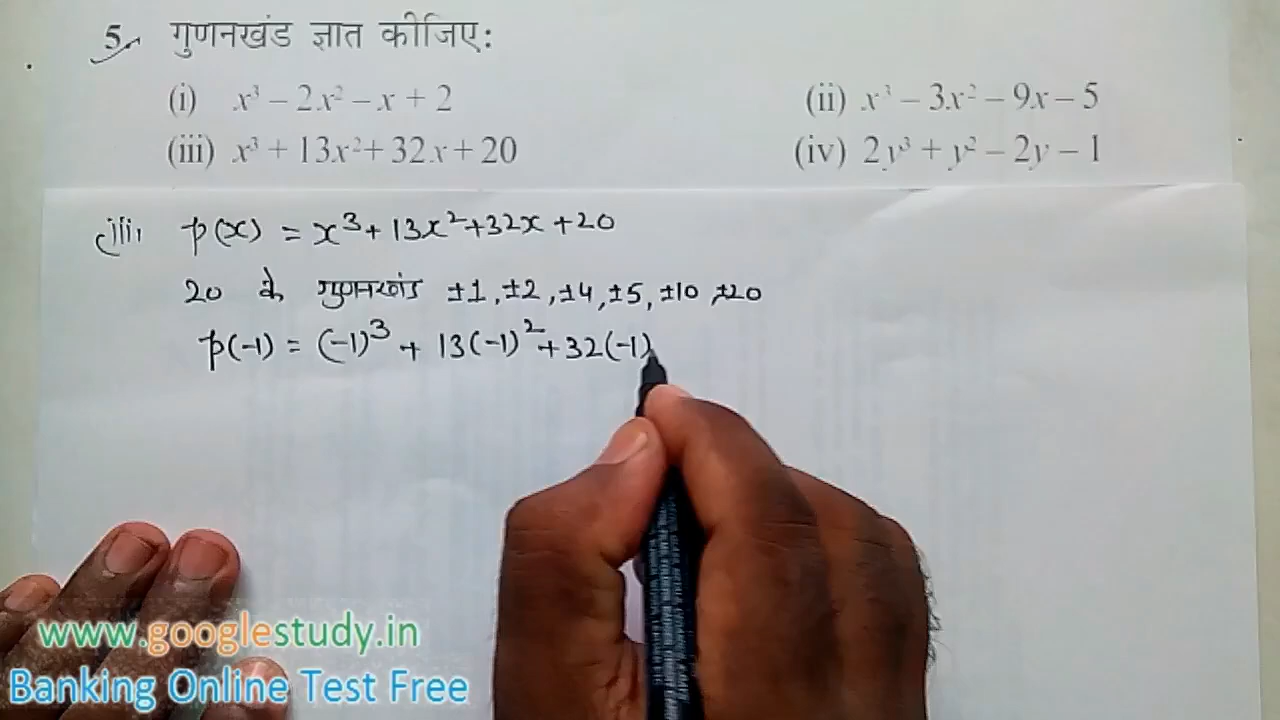 5. गुणनखंड ज्ञात कीजिए:
(i) x³ – 2x² – x + 2 (ii) x³ – 3x² – 9x – 5
(iii) x³ + 13x² + 32x + 20 (iv) 2y³ + y² – 2y – 1
(iii, p(x) = x³ + 13x² + 32x + 20
20 के गुणनखंड ±1, ±2, ±4, ±5, ±10, ±20
p(-1) = (-1)³ + 13(-1)² + 32(-1)
www.googlestudy.in
Banking Online Test Free